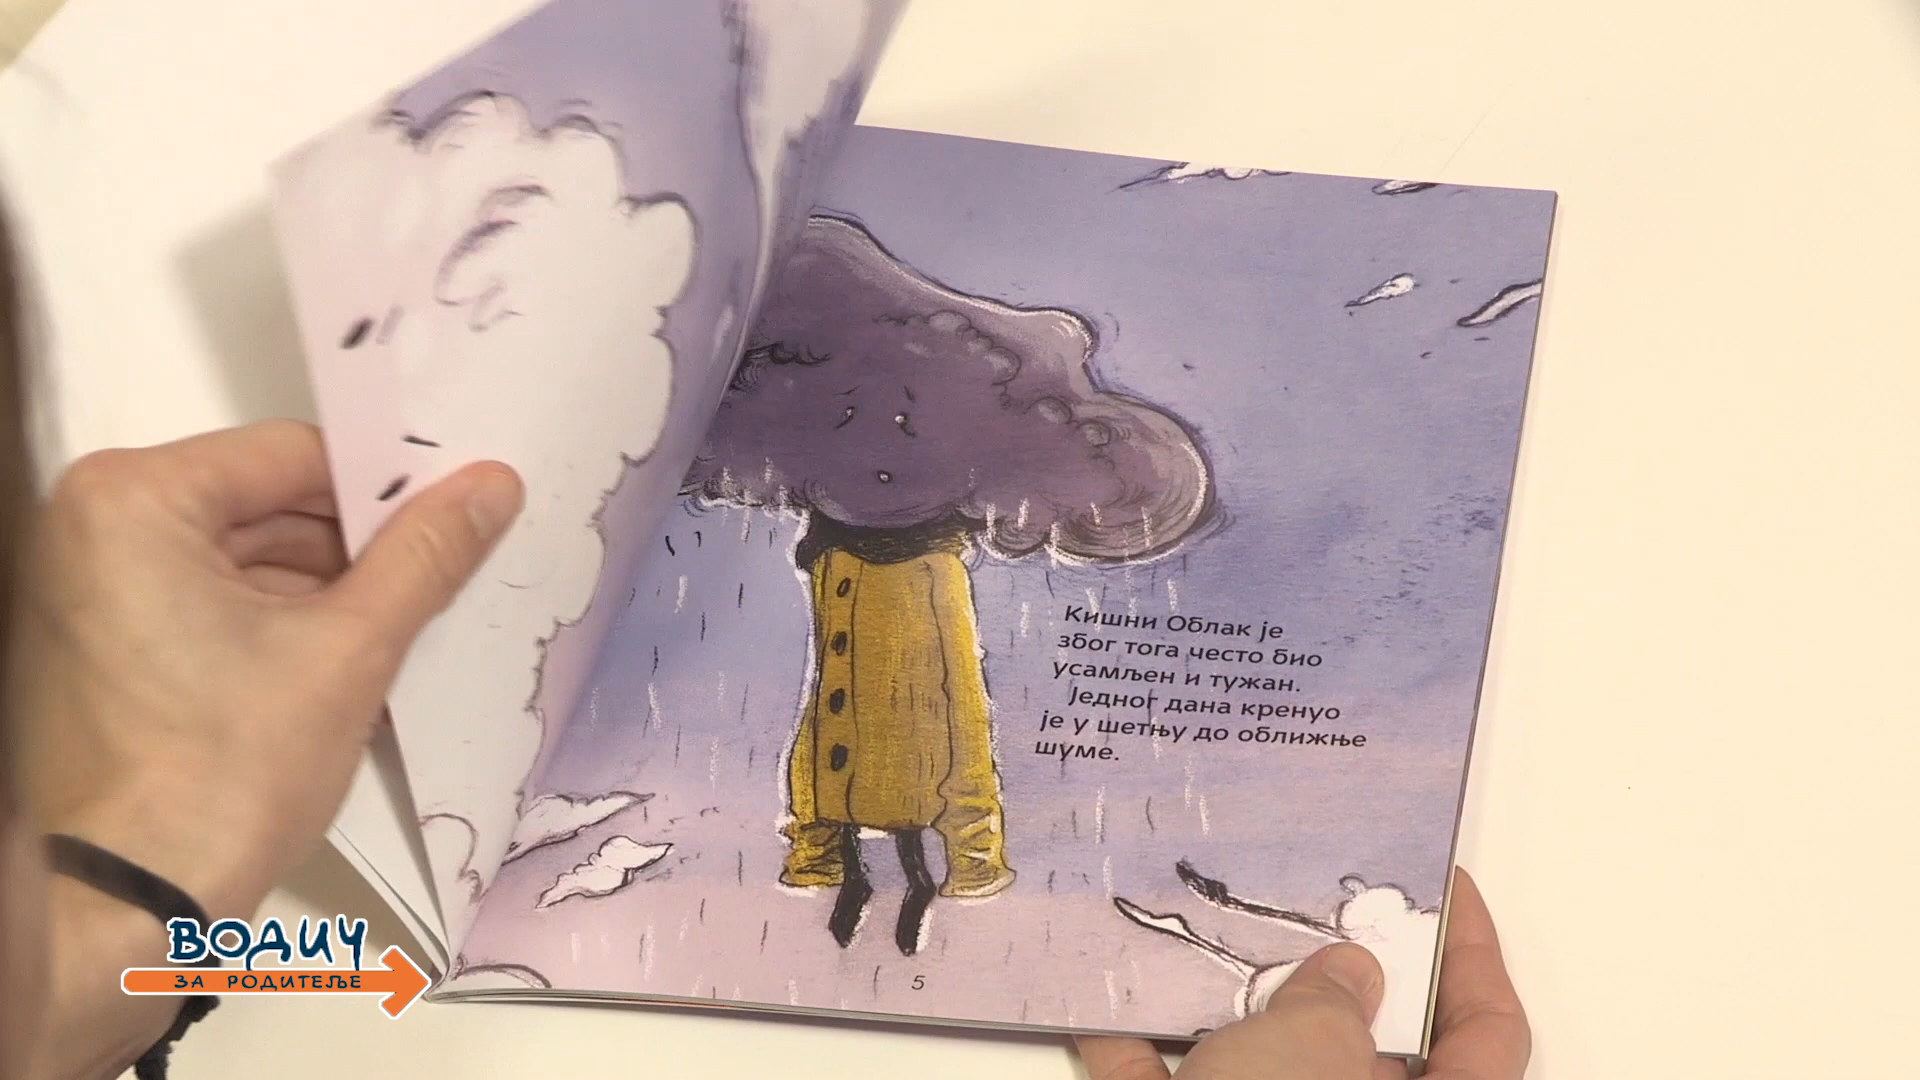 Кишни Облак је
због тога често био
усамљен и тужан.
Једног дана кренуо
је у шетњу до оближње
шуме.
5
ВОДИЧ
ЗА РОДИТЕЉЕ